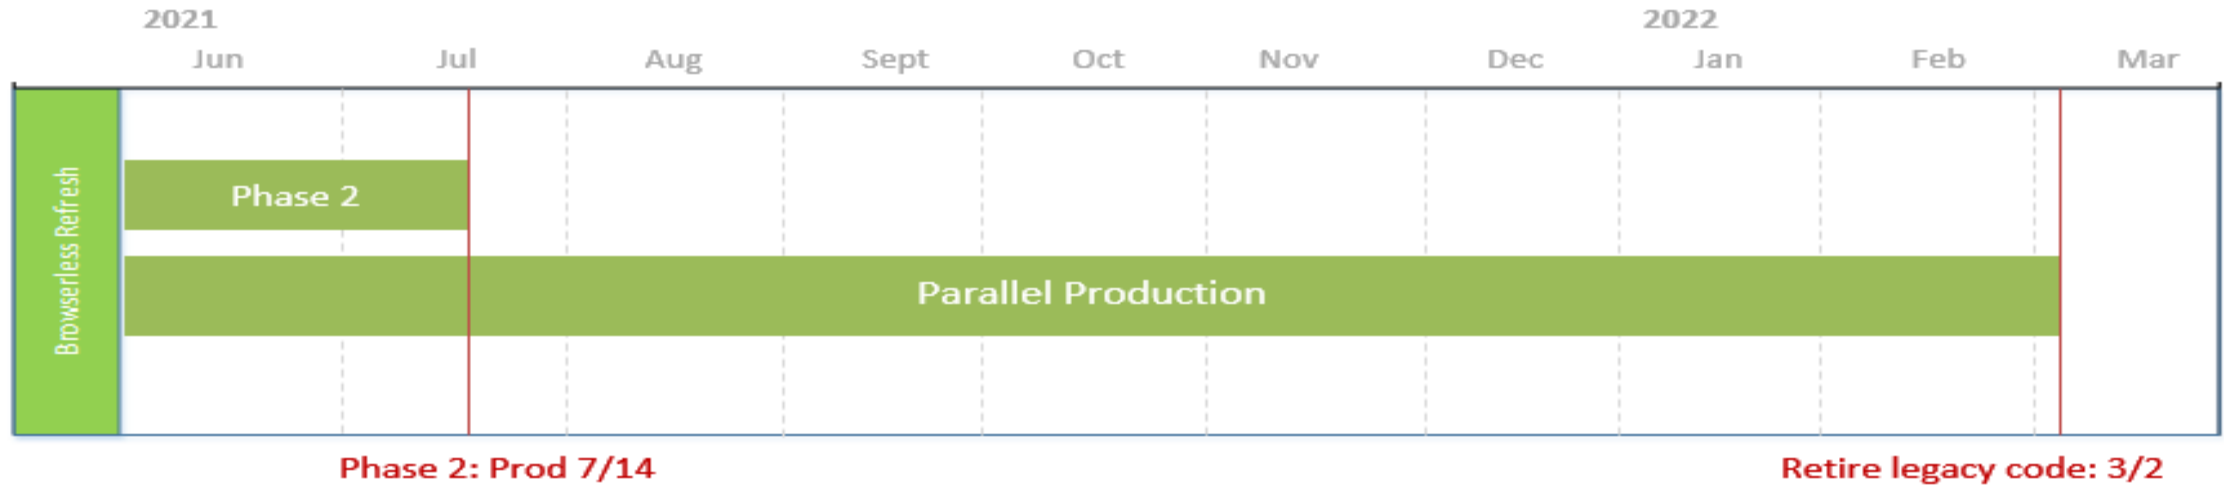 2021 2022
Jun Jul Aug Sept Oct Nov Dec Jan Feb Mar
Browserless Refresh
Phase 2
Parallel Production
Phase 2: Prod 7/14 Retire legacy code: 3/2